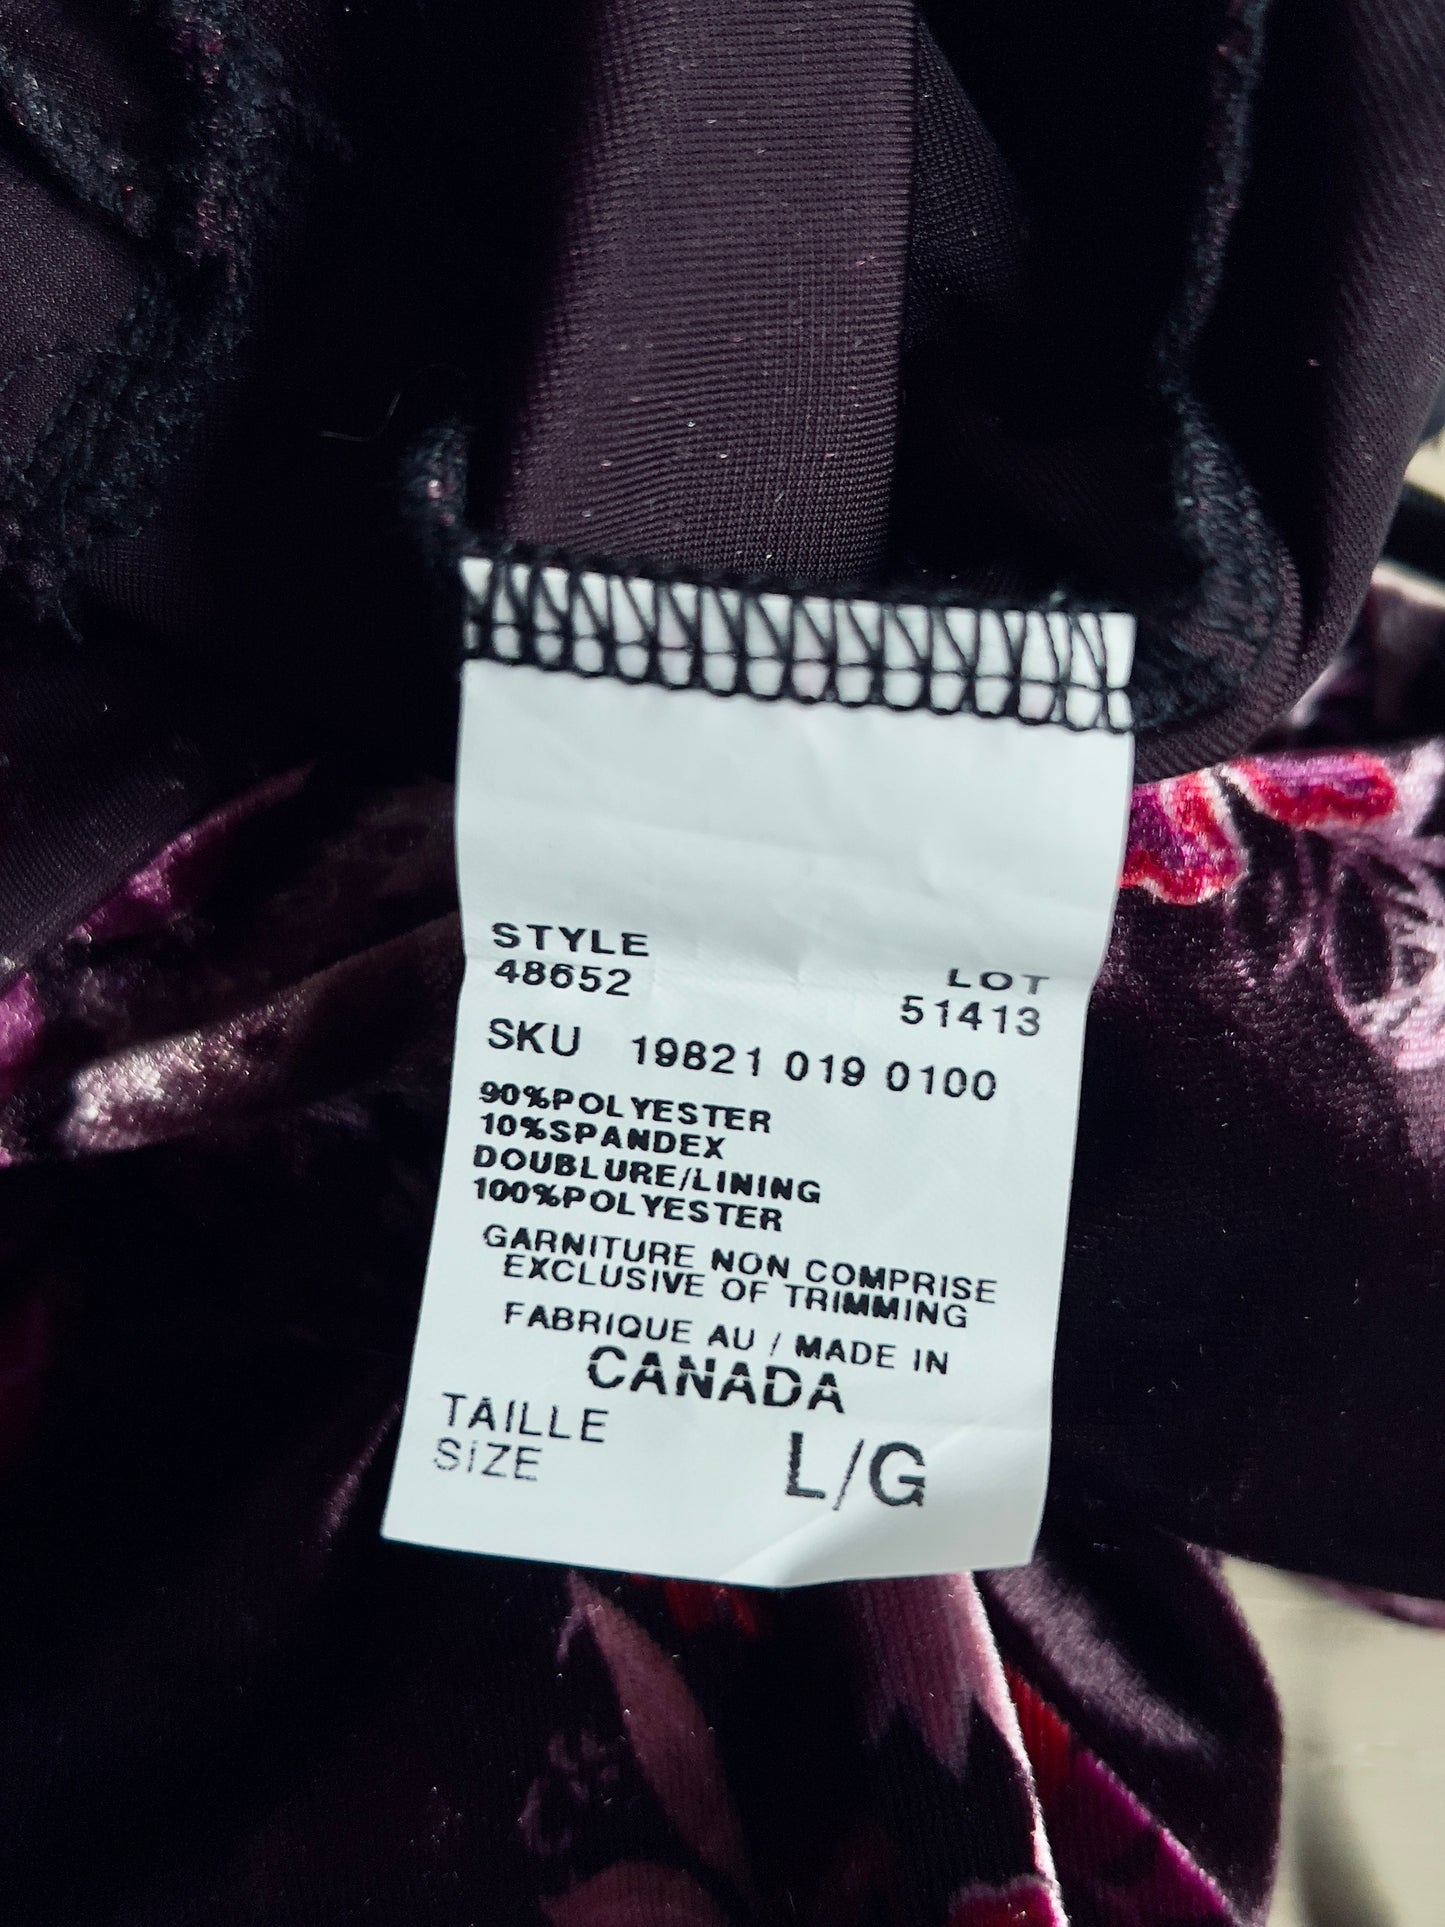 STYLE
48652
LOT
51413
SKU 19821 019 0100
90%POLYESTER
10%SPANDEX
DOUBLURE/LINING
100%POLYESTER
GARNITURE NON COMPRISE
EXCLUSIVE OF TRIMMING
FABRIQUE AU / MADE IN
CANADA
TAILLE
SIZE
L/G